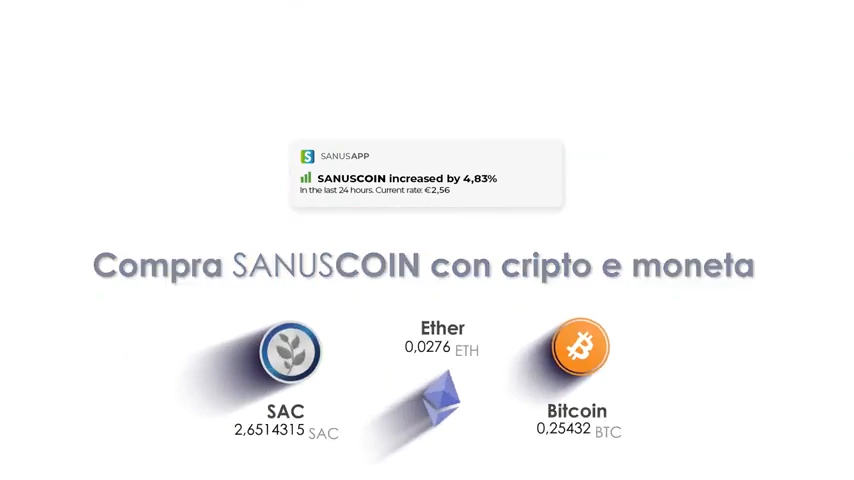 SANUSAPP
SANUSCOIN increased by 4,83%
In the last 24 hours. Current rate: €2,56
Compra SANUSCOIN con cripto e moneta
Ether
0,0276 ETH
SAC
2,6514315 SAC
Bitcoin
0,25432 BTC